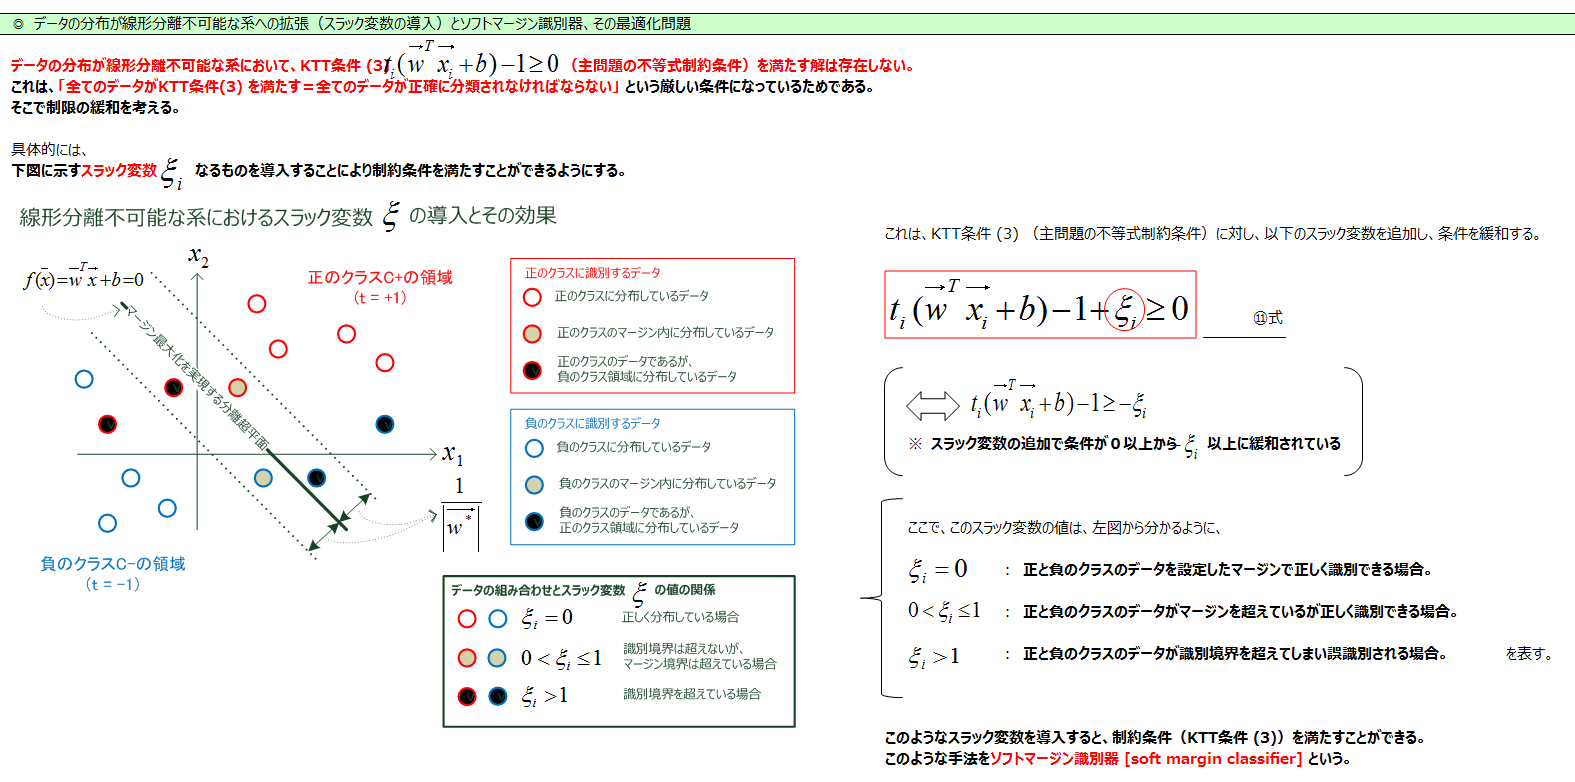 ◎ データの分布が線形分離不可能な系への拡張（スラック変数の導入）とソフトマージン識別器、その最適化問題
データの分布が線形分離不可能な系において、KTT条件 (3) t_i(w^T x_i+b)−1≥0 （主問題の不等式制約条件）を満たす解は存在しない。
これは、「全てのデータがKTT条件(3) を満たす＝全てのデータが正確に分類されなければならない」という厳しい条件になっているためである。
そこで制限の緩和を考える。
具体的には、
下図に示すスラック変数 ξ_i なるものを導入することにより制約条件を満たすことができるようにする。
線形分離不可能な系におけるスラック変数 ξ の導入とその効果
f(x)=w^T x+b=0
x_2
正のクラスC+の領域
(t = +1)
マージン最大化を実現する分離超平面
x_1
1
|w*|
負のクラスC-の領域
(t = −1)
正のクラスに識別するデータ
正のクラスに分布しているデータ
正のクラスのマージン内に分布しているデータ
正のクラスのデータであるが、
負のクラス領域に分布しているデータ
負のクラスに識別するデータ
負のクラスに分布しているデータ
負のクラスのマージン内に分布しているデータ
負のクラスのデータであるが、
正のクラス領域に分布しているデータ
データの組み合わせとスラック変数 ξ の値の関係
ξ_i = 0 正しく分布している場合
0 < ξ_i ≤ 1 識別境界は超えないが、
マージン境界は超えている場合
ξ_i > 1 識別境界を超えている場合
これは、KTT条件 (3) （主問題の不等式制約条件）に対し、以下のスラック変数を追加し、条件を緩和する。
t_i(w^T x_i+b)−1+ξ_i≥0 ⑪式
t_i(w^T x_i+b)−1≥−ξ_i
※ スラック変数の追加で条件が０以上から-ξ_i 以上に緩和されている
ここで、このスラック変数の値は、左図から分かるように、
ξ_i = 0 ： 正と負のクラスのデータを設定したマージンで正しく識別できる場合。
0 < ξ_i ≤ 1 ： 正と負のクラスのデータがマージンを超えているが正しく識別できる場合。
ξ_i > 1 ： 正と負のクラスのデータが識別境界を超えてしまい誤識別される場合。 を表す。
このようなスラック変数を導入すると、制約条件（KTT条件 (3)）を満たすことができる。
このような手法をソフトマージン識別器 [soft margin classifier] という。